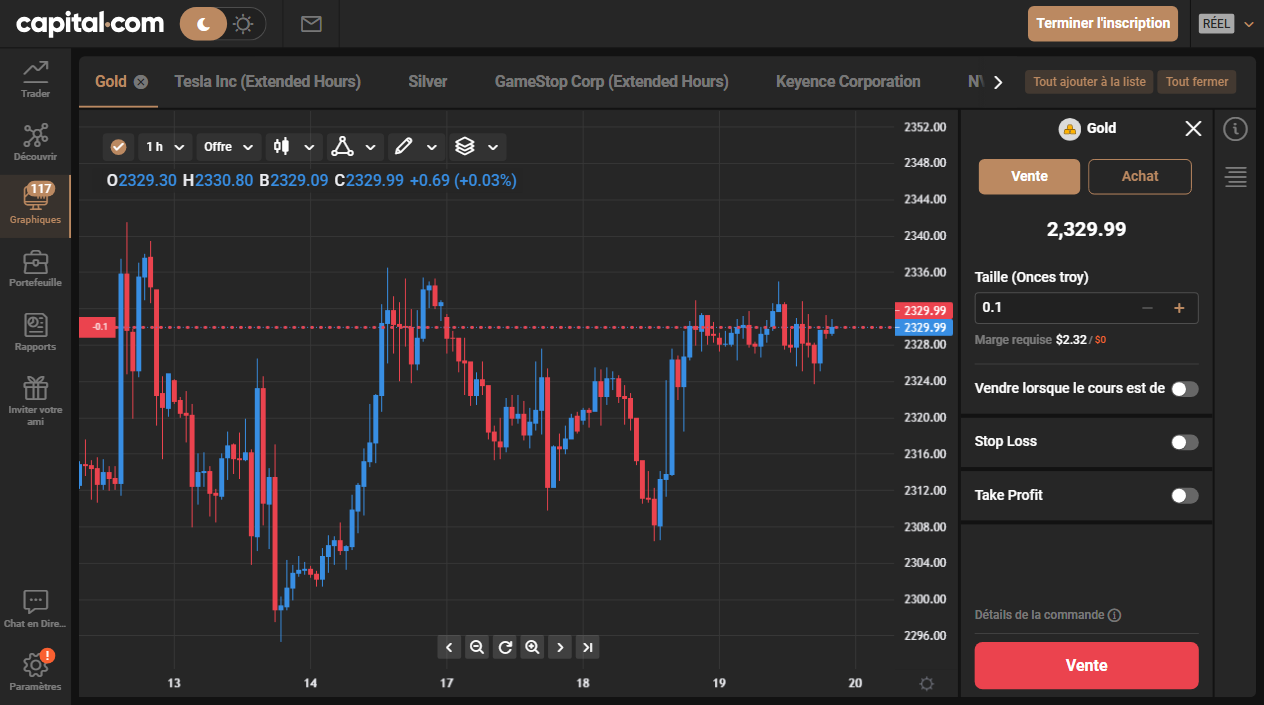 capital.com
Terminer l'inscription
RÉEL
Trader
Découvrir
117
Graphiques
Portefeuille
Rapports
Inviter votre
ami
Chat en Dire...
!
Paramètres
Gold
Tesla Inc (Extended Hours)
Silver
GameStop Corp (Extended Hours)
Keyence Corporation
Tout ajouter à la liste
Tout fermer
1 h
Offre
O2329.30 H2330.80 B2329.09 C2329.99 +0.69 (+0.03%)
-0.1
2352.00
2348.00
2344.00
2340.00
2336.00
2329.99
2329.99
2328.00
2324.00
2320.00
2316.00
2312.00
2308.00
2304.00
2300.00
2296.00
13 14 17 18 19 20
Gold
Vente
Achat
2,329.99
Taille (Onces troy)
0.1
Marge requise $2.32 / $0
Vendre lorsque le cours est de
Stop Loss
Take Profit
Détails de la commande
Vente